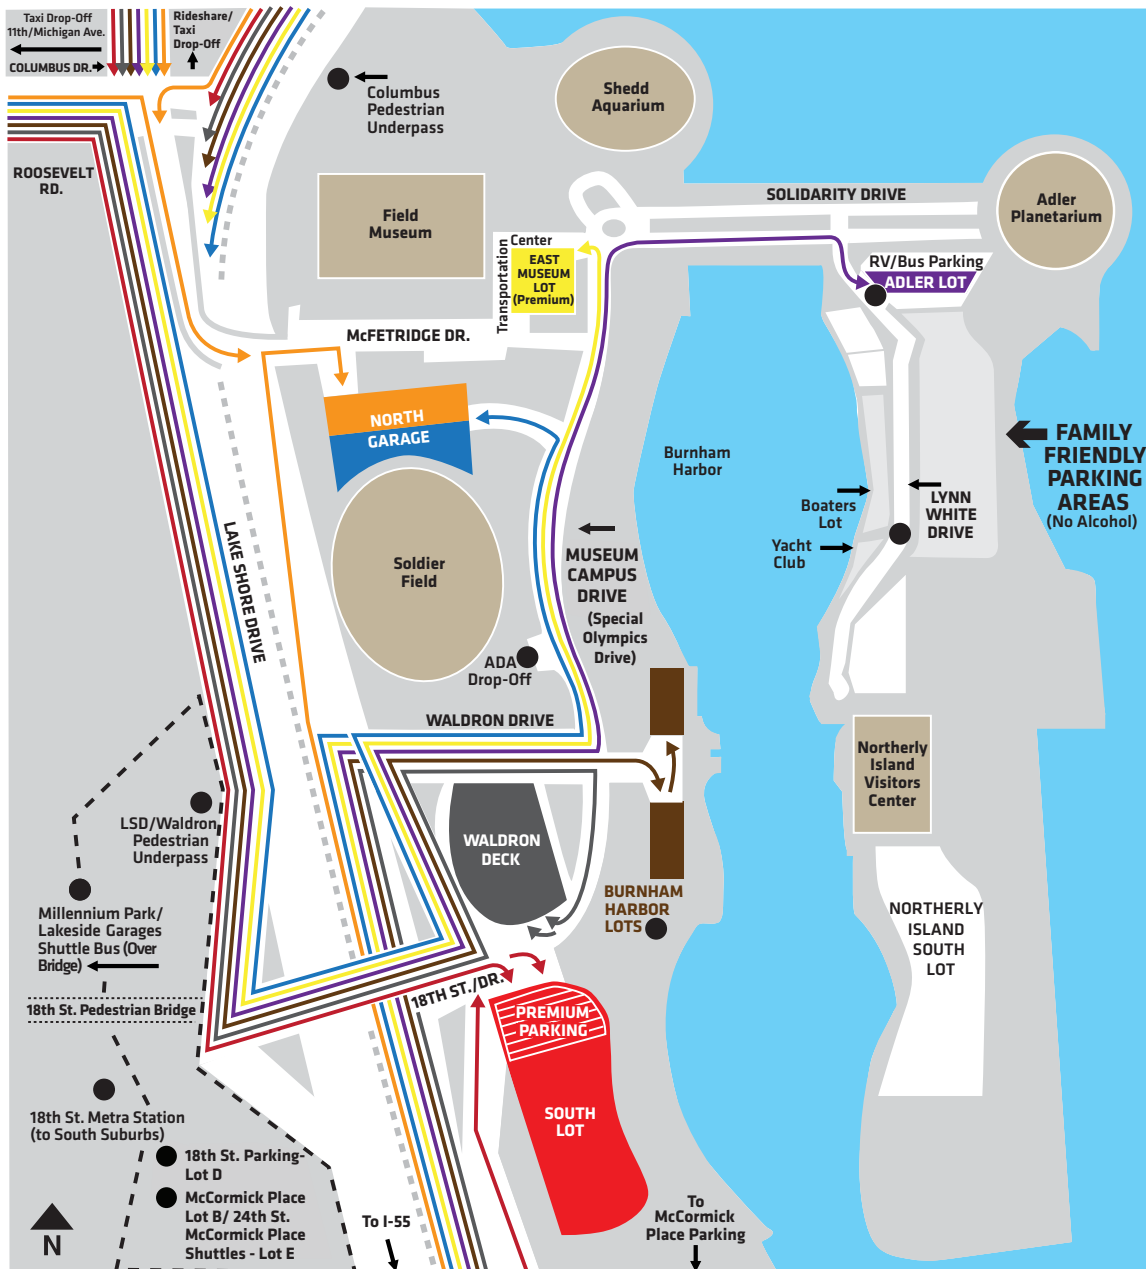 Taxi Drop-Off
11th/Michigan Ave.
COLUMBUS DR.
Rideshare/
Taxi
Drop-Off
Columbus
Pedestrian
Underpass
Shedd
Aquarium
ROOSEVELT
RD.
SOLIDARITY DRIVE
Adler
Planetarium
Field
Museum
Transportation
Center
EAST
MUSEUM
LOT
(Premium)
RV/Bus Parking
ADLER LOT
McFETRIDGE DR.
NORTH
GARAGE
Burnham
Harbor
FAMILY
FRIENDLY
PARKING
AREAS
(No Alcohol)
Boaters
Lot
LYNN
WHITE
DRIVE
Yacht
Club
LAKE SHORE DRIVE
Soldier
Field
MUSEUM
CAMPUS
DRIVE
(Special
Olympics
Drive)
ADA
Drop-Off
WALDRON DRIVE
Northerly
Island
Visitors
Center
LSD/Waldron
Pedestrian
Underpass
WALDRON
DECK
BURNHAM
HARBOR
LOTS
Millennium Park/
Lakeside Garages
Shuttle Bus (Over
Bridge)
NORTHERLY
ISLAND
SOUTH
LOT
18TH ST./DR.
18th St. Pedestrian Bridge
PREMIUM
PARKING
SOUTH
LOT
18th St. Metra Station
(to South Suburbs)
18th St. Parking-
Lot D
McCormick Place
Lot B/ 24th St.
McCormick Place
Shuttles - Lot E
N
To I-55
To
McCormick
Place Parking